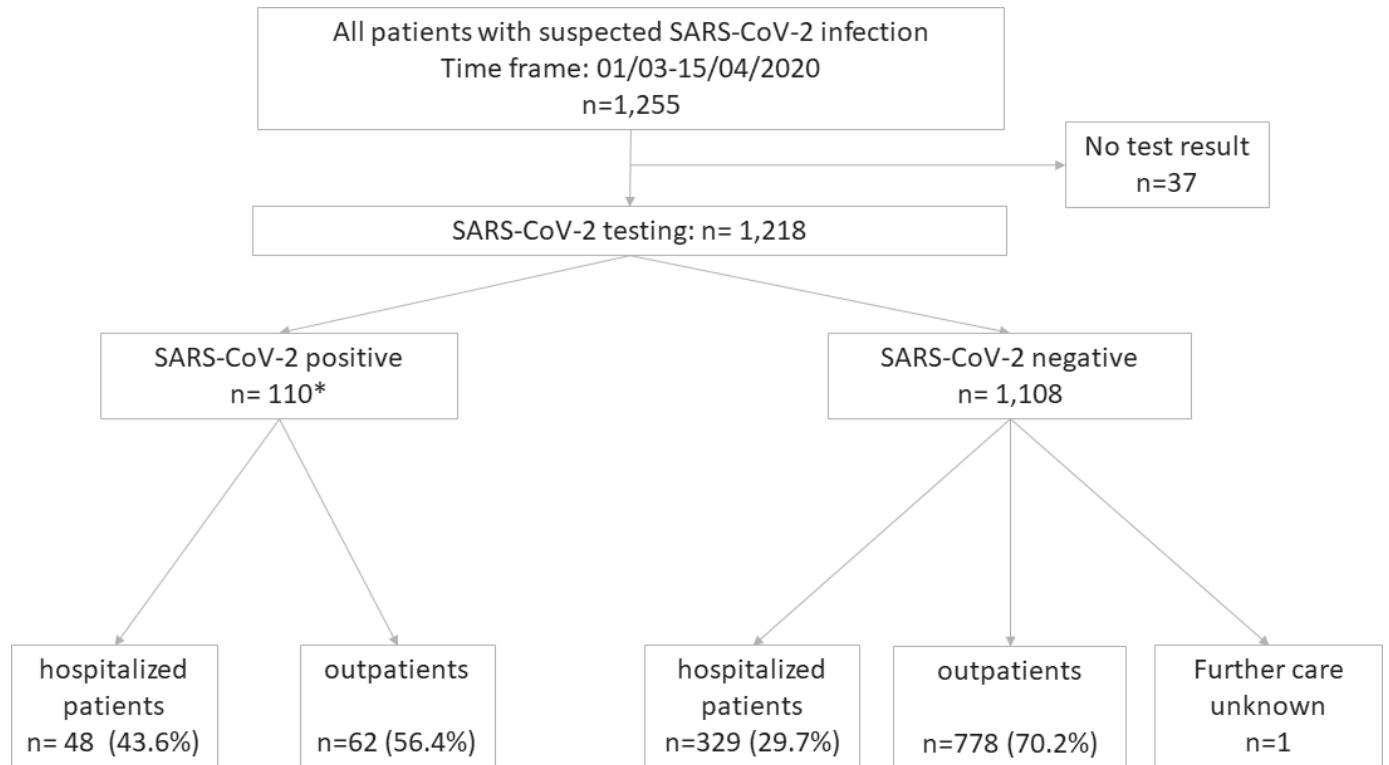 All patients with suspected SARS-CoV-2 infection
Time frame: 01/03-15/04/2020
n=1,255
No test result
n=37
SARS-CoV-2 testing: n= 1,218
SARS-CoV-2 positive
n= 110*
SARS-CoV-2 negative
n= 1,108
hospitalized
patients
n= 48  (43.6%)
outpatients
n=62 (56.4%)
hospitalized
patients
n=329 (29.7%)
outpatients
n=778 (70.2%)
Further care
unknown
n=1